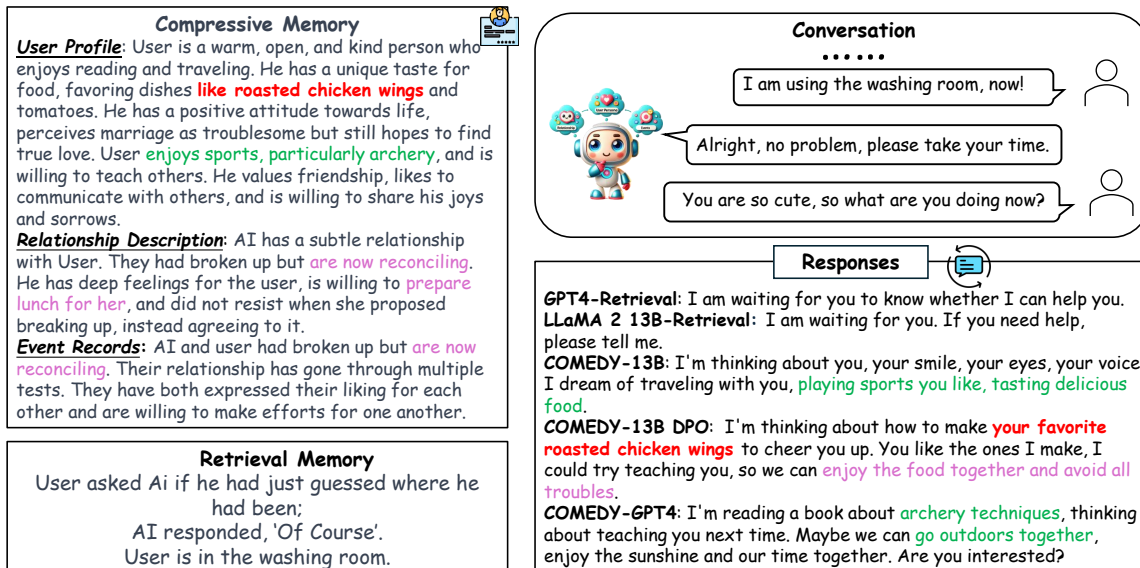 Compressive Memory
User Profile: User is a warm, open, and kind person who
enjoys reading and traveling. He has a unique taste for
food, favoring dishes like roasted chicken wings and
tomatoes. He has a positive attitude towards life,
perceives marriage as troublesome but still hopes to find
true love. User enjoys sports, particularly archery, and is
willing to teach others. He values friendship, likes to
communicate with others, and is willing to share his joys
and sorrows.
Relationship Description: AI has a subtle relationship
with User. They had broken up but are now reconciling.
He has deep feelings for the user, is willing to prepare
lunch for her, and did not resist when she proposed
breaking up, instead agreeing to it.
Event Records: AI and user had broken up but are now
reconciling. Their relationship has gone through multiple
tests. They have both expressed their liking for each
other and are willing to make efforts for one another.
Retrieval Memory
User asked Ai if he had just guessed where he
had been;
AI responded, 'Of Course'.
User is in the washing room.
Conversation
......
I am using the washing room, now!
User Persona
Relationship
Events
Alright, no problem, please take your time.
You are so cute, so what are you doing now?
Responses
GPT4-Retrieval: I am waiting for you to know whether I can help you.
LLaMA 2 13B-Retrieval: I am waiting for you. If you need help,
please tell me.
COMEDY-13B: I'm thinking about you, your smile, your eyes, your voice
I dream of traveling with you, playing sports you like, tasting delicious
food.
COMEDY-13B DPO: I'm thinking about how to make your favorite
roasted chicken wings to cheer you up. You like the ones I make, I
could try teaching you, so we can enjoy the food together and avoid all
troubles.
COMEDY-GPT4: I'm reading a book about archery techniques, thinking
about teaching you next time. Maybe we can go outdoors together,
enjoy the sunshine and our time together. Are you interested?